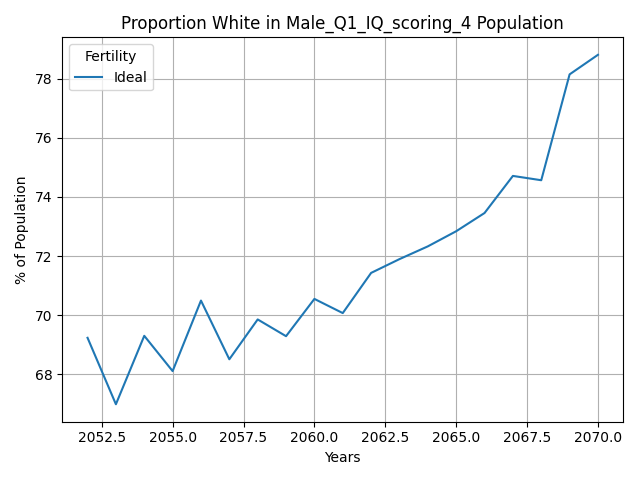 Proportion White in Male_Q1_IQ_scoring_4 Population
Fertility
Ideal
% of Population
78
76
74
72
70
68
2052.5 2055.0 2057.5 2060.0 2062.5 2065.0 2067.5 2070.0
Years